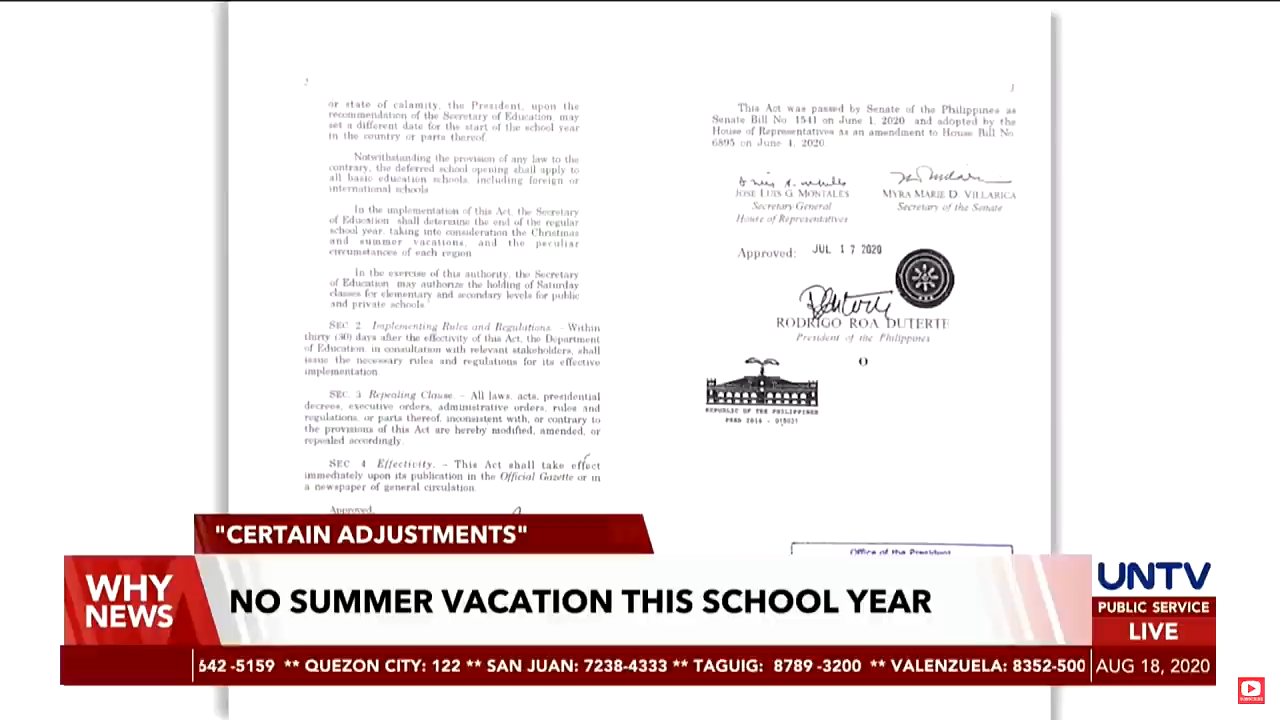 2
or state of calamity, the President, upon the
recommendation of the Secretary of Education, may
set a different date for the start of the school year
in the country or parts thereof.
Notwithstanding the provision of any law to the
contrary, the deferred school opening shall apply to
all basic education schools, including foreign or
international schools
In the implementation of this Act, the Secretary
of Education shall determine the end of the regular
school year, taking into consideration the Christmas
and summer vacations, and the peculiar
circumstances of each region
In the exercise of this authority, the Secretary
of Education may authorize the holding of Saturday
classes for elementary and secondary levels for public
and private schools."
SEC 2 Implementing Rules and Regulations. – Within
thirty (30) days after the effectivity of this Act, the Department
of Education, in consultation with relevant stakeholders, shall
issue the necessary rules and regulations for its effective
implementation.
SEC 3 Repealing Clause. – All laws, acts, presidential
decrees, executive orders, administrative orders, rules and
regulations, or parts thereof, inconsistent with, or contrary to
the provisions of this Act are hereby modified, amended, or
repealed accordingly.
SEC 4 Effectivity. – This Act shall take effect
immediately upon its publication in the Official Gazette or in
a newspaper of general circulation.
Approved,
3
This Act was passed by Senate of the Philippines as
Senate Bill No 1541 on June 1, 2020 and adopted by the
House of Representatives as an amendment to House Bill No
6895 on June 4, 2020.
JOSE LUIS G MONTALES
Secretary General
House of Representatives
MYRA MARIE D. VILLARICA
Secretary of the Senate
Approved: JUL 17 2020
RODRIGO ROA DUTERTE
President of the Philippines
O
REPUBLIC OF THE PHILIPPINES
PRRD 2016 -
Office of the President
"CERTAIN ADJUSTMENTS"
WHY
NEWS
NO SUMMER VACATION THIS SCHOOL YEAR
UNTV
PUBLIC SERVICE
LIVE
642 -5159 ** QUEZON CITY: 122 ** SAN JUAN: 7238-4333 ** TAGUIG: 8789 -3200 ** VALENZUELA: 8352-500
AUG 18, 2020
SUBSCRIBE